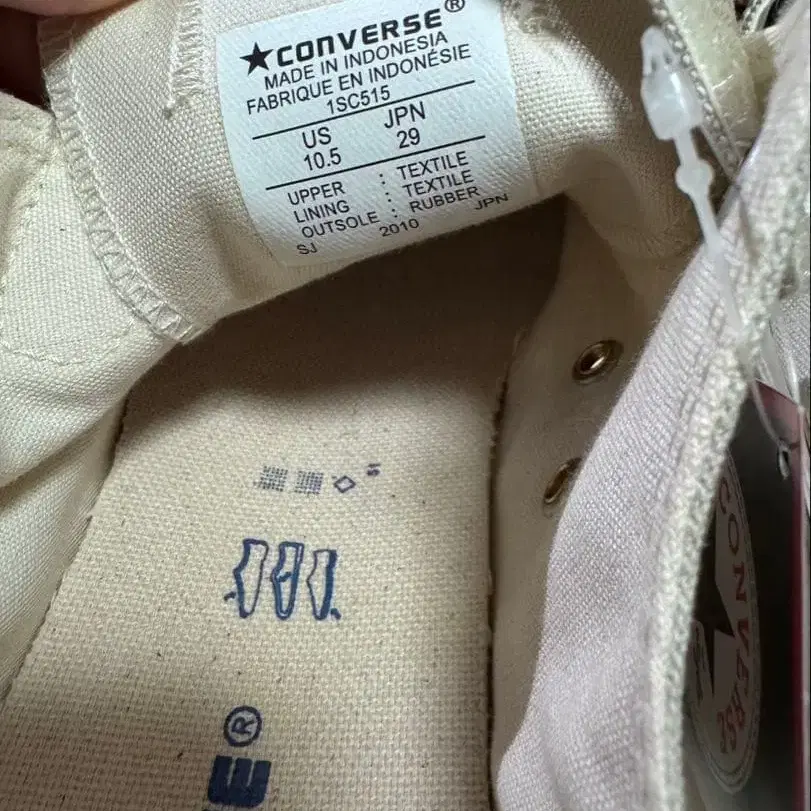 ★CONVERSE®
MADE IN INDONESIA
FABRIQUE EN INDONÉSIE
1SC515
US JPN
10.5 29
UPPER : TEXTILE
LINING : TEXTILE
OUTSOLE : RUBBER
SJ 2010 JPN
CONVERSE
®
E